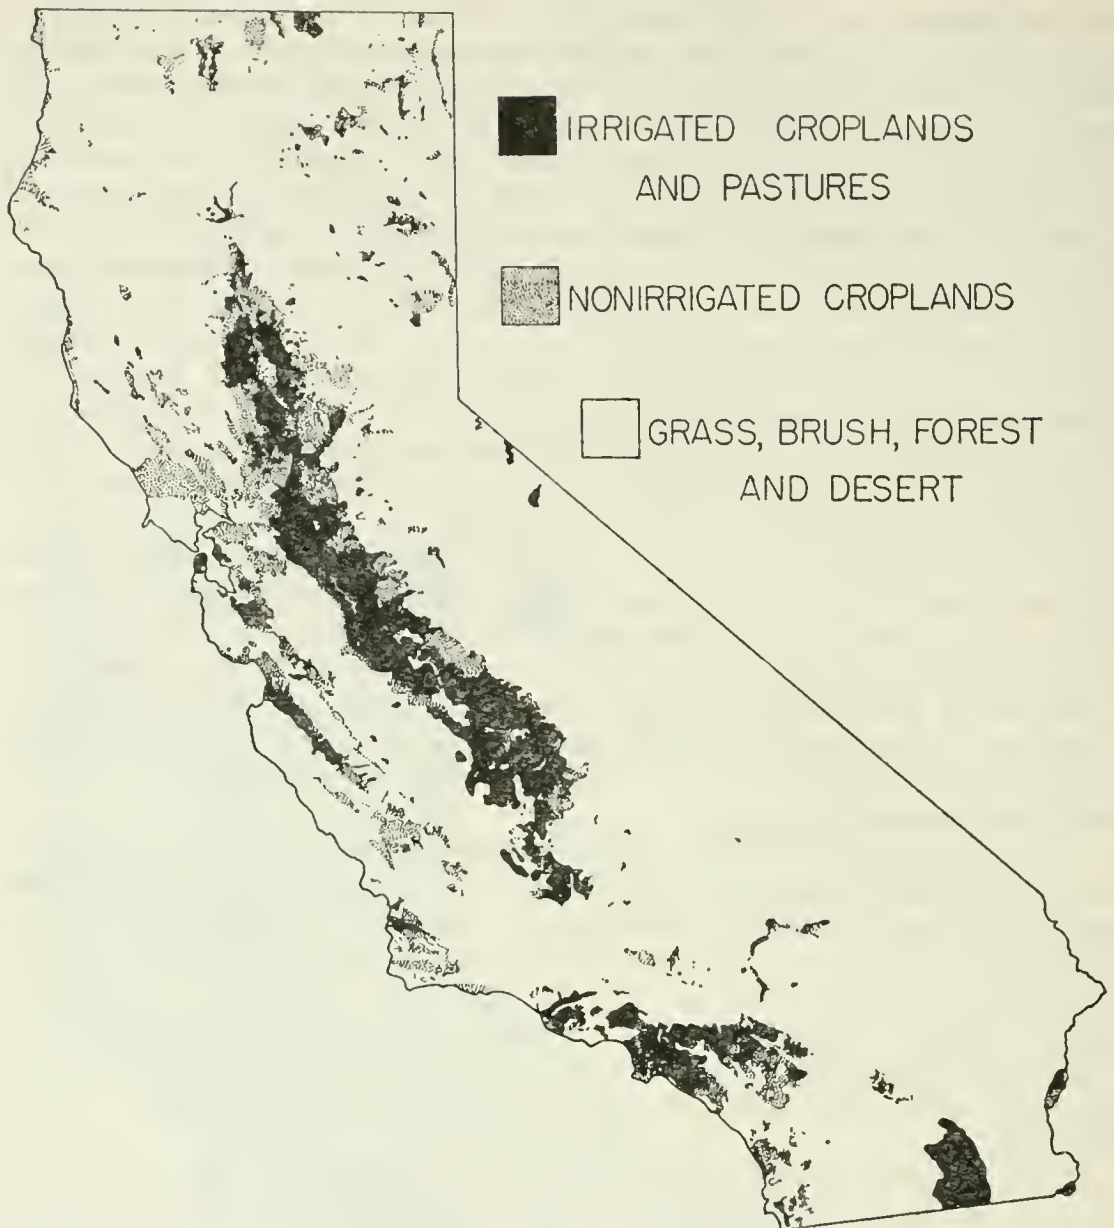 IRRIGATED CROPLANDS
AND PASTURES
NONIRRIGATED CROPLANDS
GRASS, BRUSH, FOREST
AND DESERT